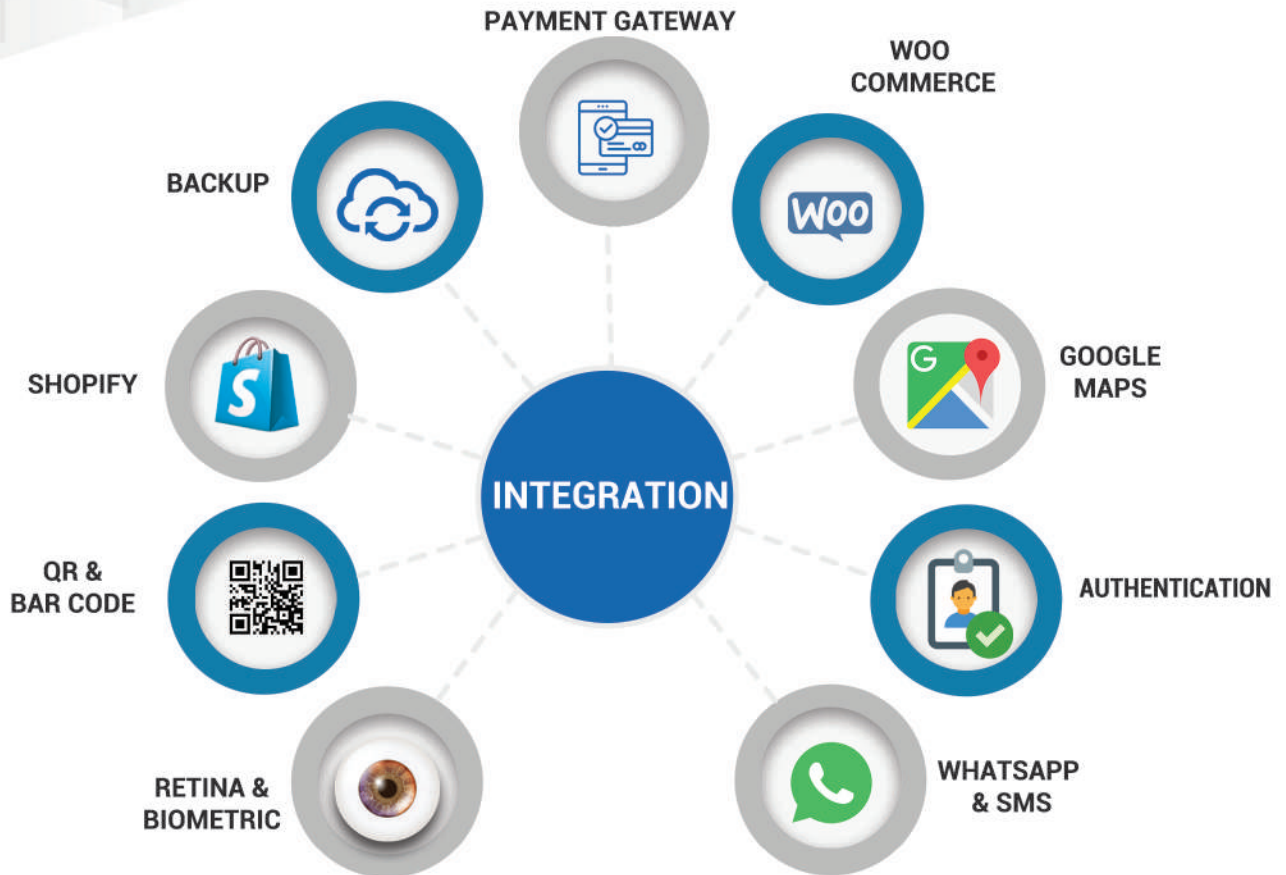 PAYMENT GATEWAY
WOO
COMMERCE
WOO
BACKUP
G
GOOGLE
MAPS
SHOPIFY
S
INTEGRATION
QR &
BAR CODE
AUTHENTICATION
RETINA &
BIOMETRIC
WHATSAPP
& SMS